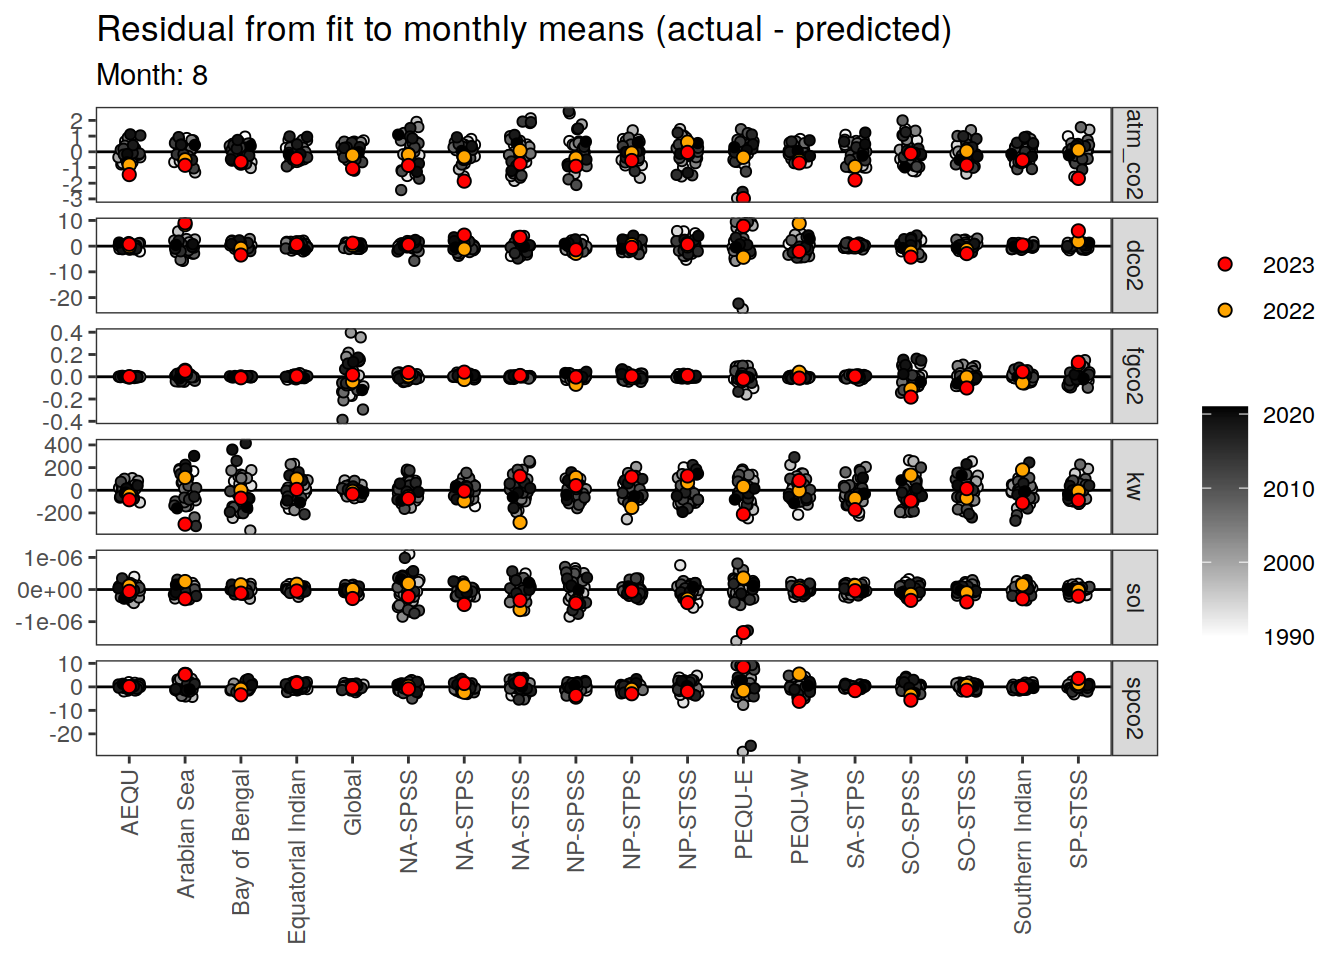 Residual from fit to monthly means (actual - predicted)
Month: 8
2
1
0
-1
-2
-3
atm_co2
10
0
-10
-20
dco2
0.4
0.2
0.0
-0.2
-0.4
fgco2
400
200
0
-200
kw
1e-06
0e+00
-1e-06
sol
10
0
-10
-20
spco2
AEQU
Arabian Sea
Bay of Bengal
Equatorial Indian
Global
NA-SPSS
NA-STPS
NA-STSS
NP-SPSS
NP-STPS
NP-STSS
PEQU-E
PEQU-W
SA-STPS
SO-SPSS
SO-STSS
Southern Indian
SP-STSS
2023
2022
2020
2010
2000
1990